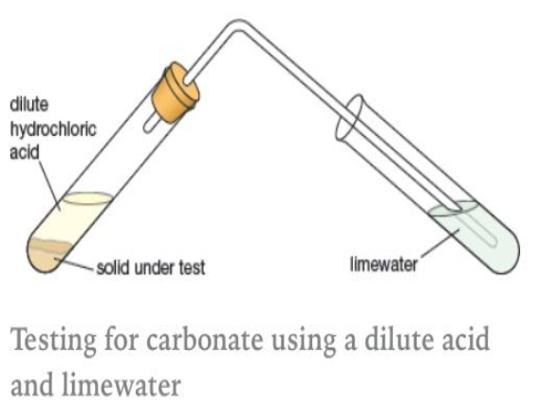 dilute
hydrochloric
acid
solid under test
limewater
Testing for carbonate using a dilute acid
and limewater